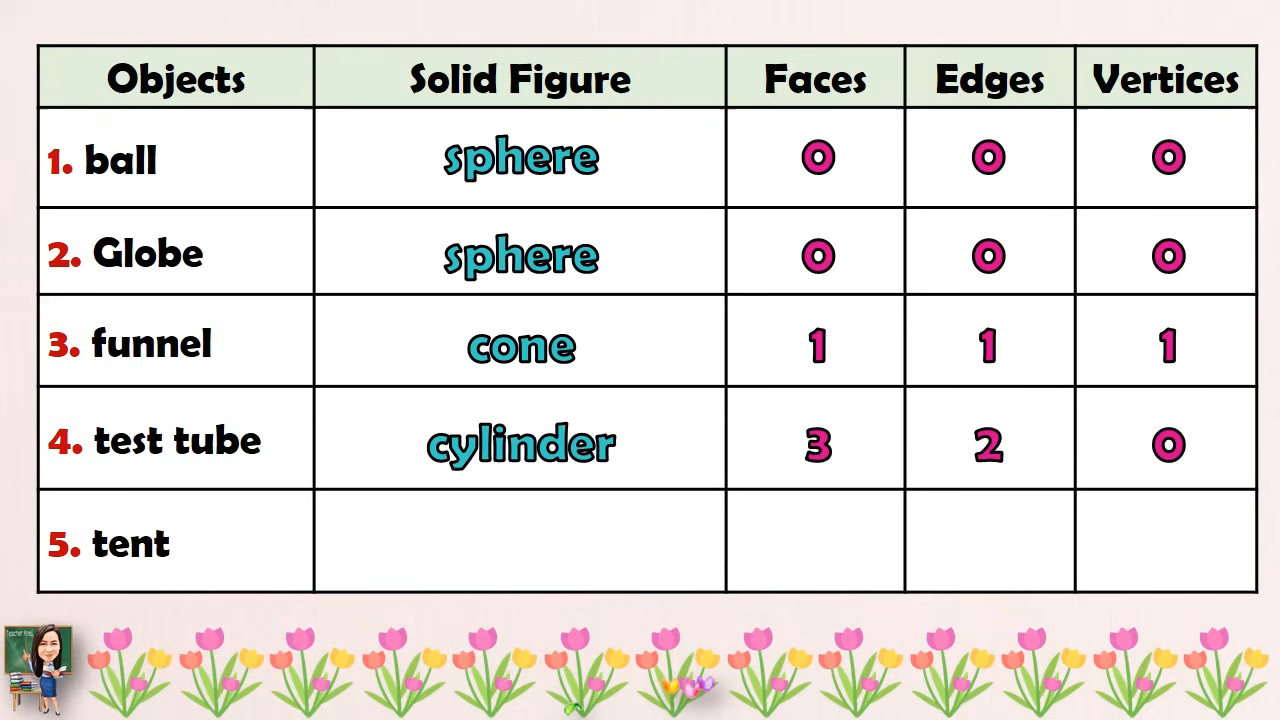 Objects Solid Figure Faces Edges Vertices
1. ball sphere 0 0 0
2. Globe sphere 0 0 0
3. funnel cone 1 1 1
4. test tube cylinder 3 2 0
5. tent